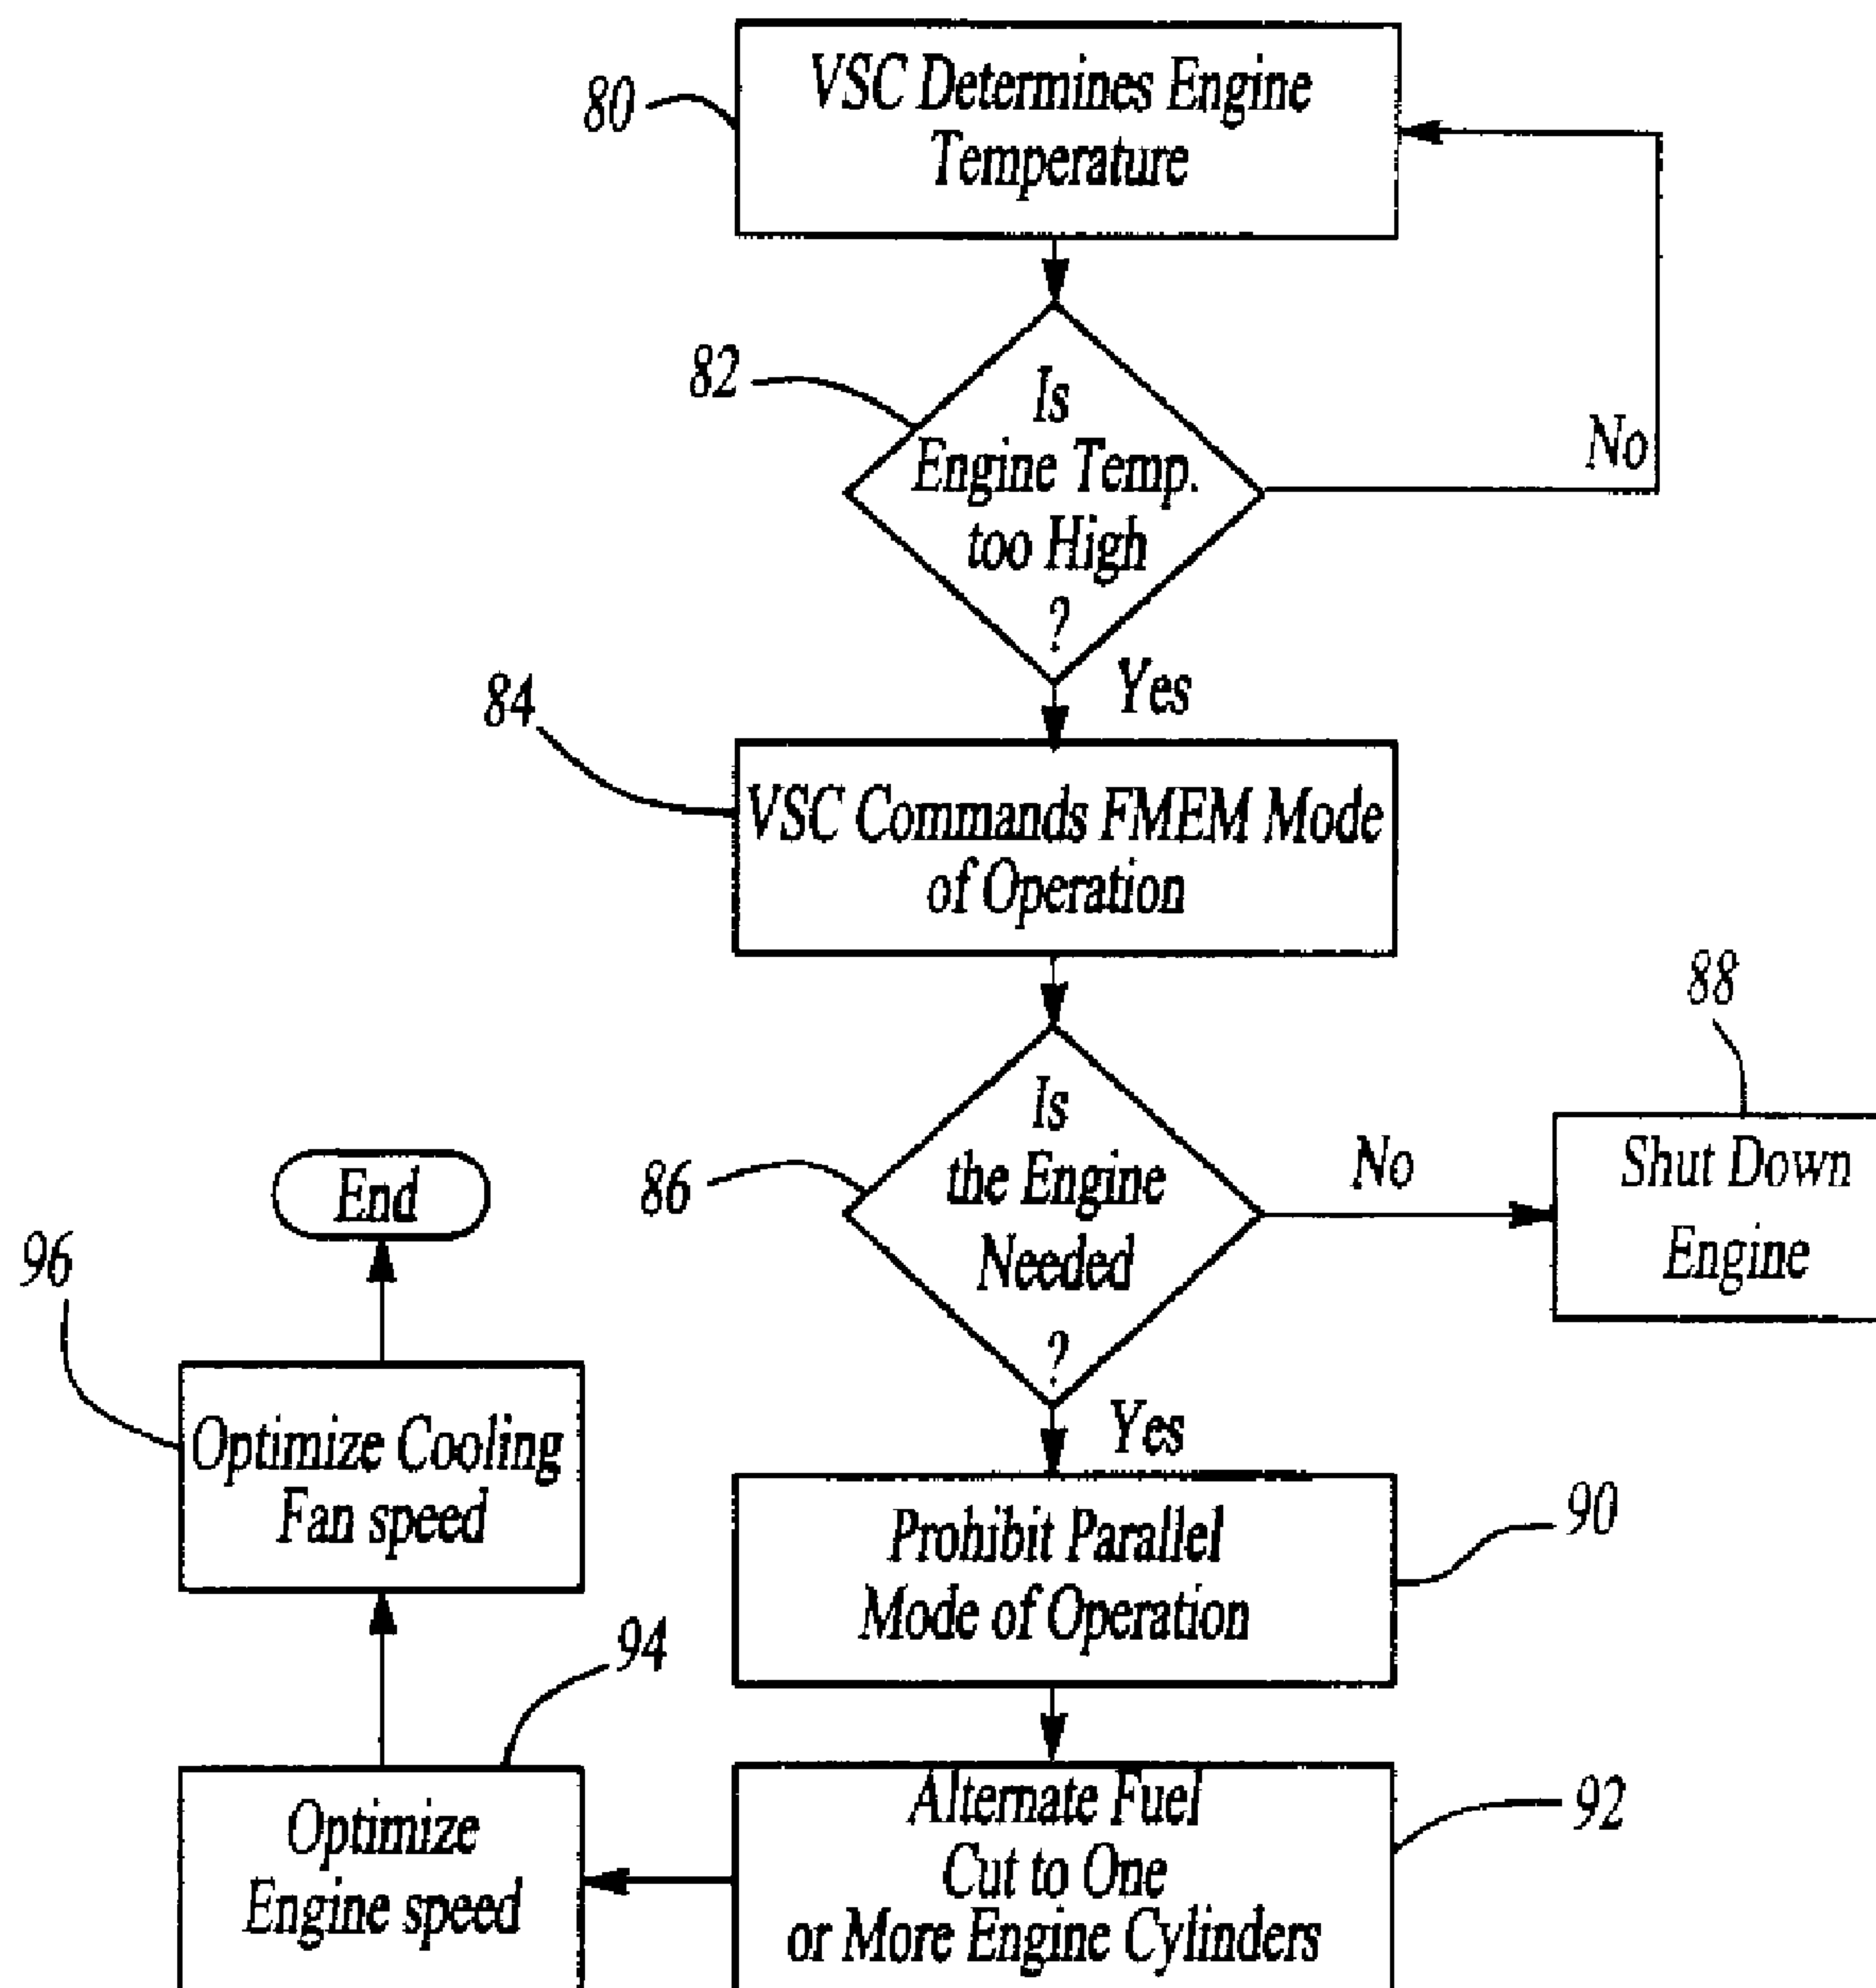 80
VSC Determines Engine
Temperature
82
Is
Engine Temp.
too High
?
No
Yes
84
VSC Commands FMEM Mode
of Operation
86
Is
the Engine
Needed
?
No
88
Shut Down
Engine
Yes
90
Prohibit Parallel
Mode of Operation
92
Alternate Fuel
Cut to One
or More Engine Cylinders
94
Optimize
Engine speed
96
Optimize Cooling
Fan speed
End